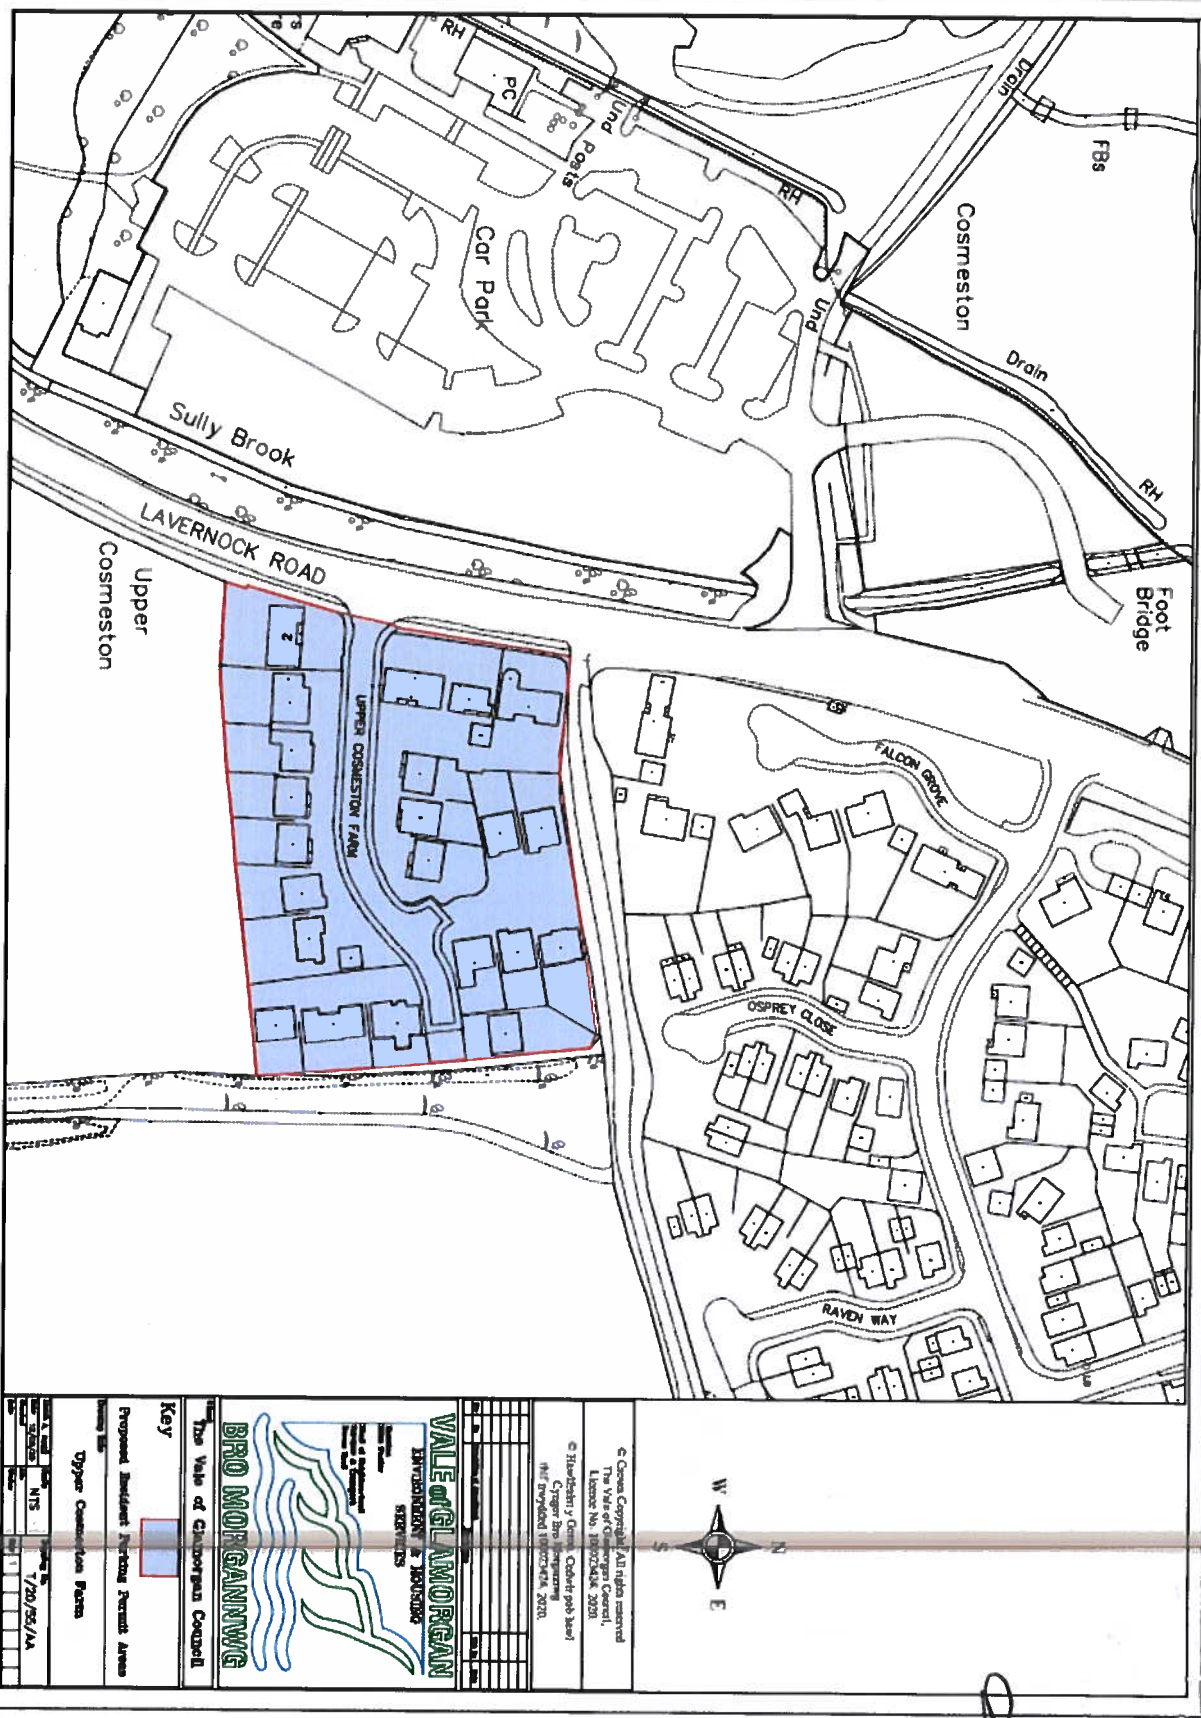 RH
PC
Und
Posts
RH
Drain
FBs
Cosmeston
Car Park
Und
Drain
RH
Sully Brook
LAVERNOCK ROAD
Upper
Cosmeston
Foot
Bridge
2
UPPER COSMESTON FARM
FALCON GROVE
OSPREY CLOSE
RAVEN WAY
W
N
S
E
© Crown Copyright. All rights reserved
The Vale of Glamorgan Council,
Licence No. 100023424, 2020.
VALE of GLAMORGAN
ENVIRONMENT & HOUSING
SERVICES
BRO MORGANNWG
The Vale of Glamorgan Council
Key
Proposed Resident Parking Permit Areas
Upper Cosmeston Farm
NTS
T/20/55/AA